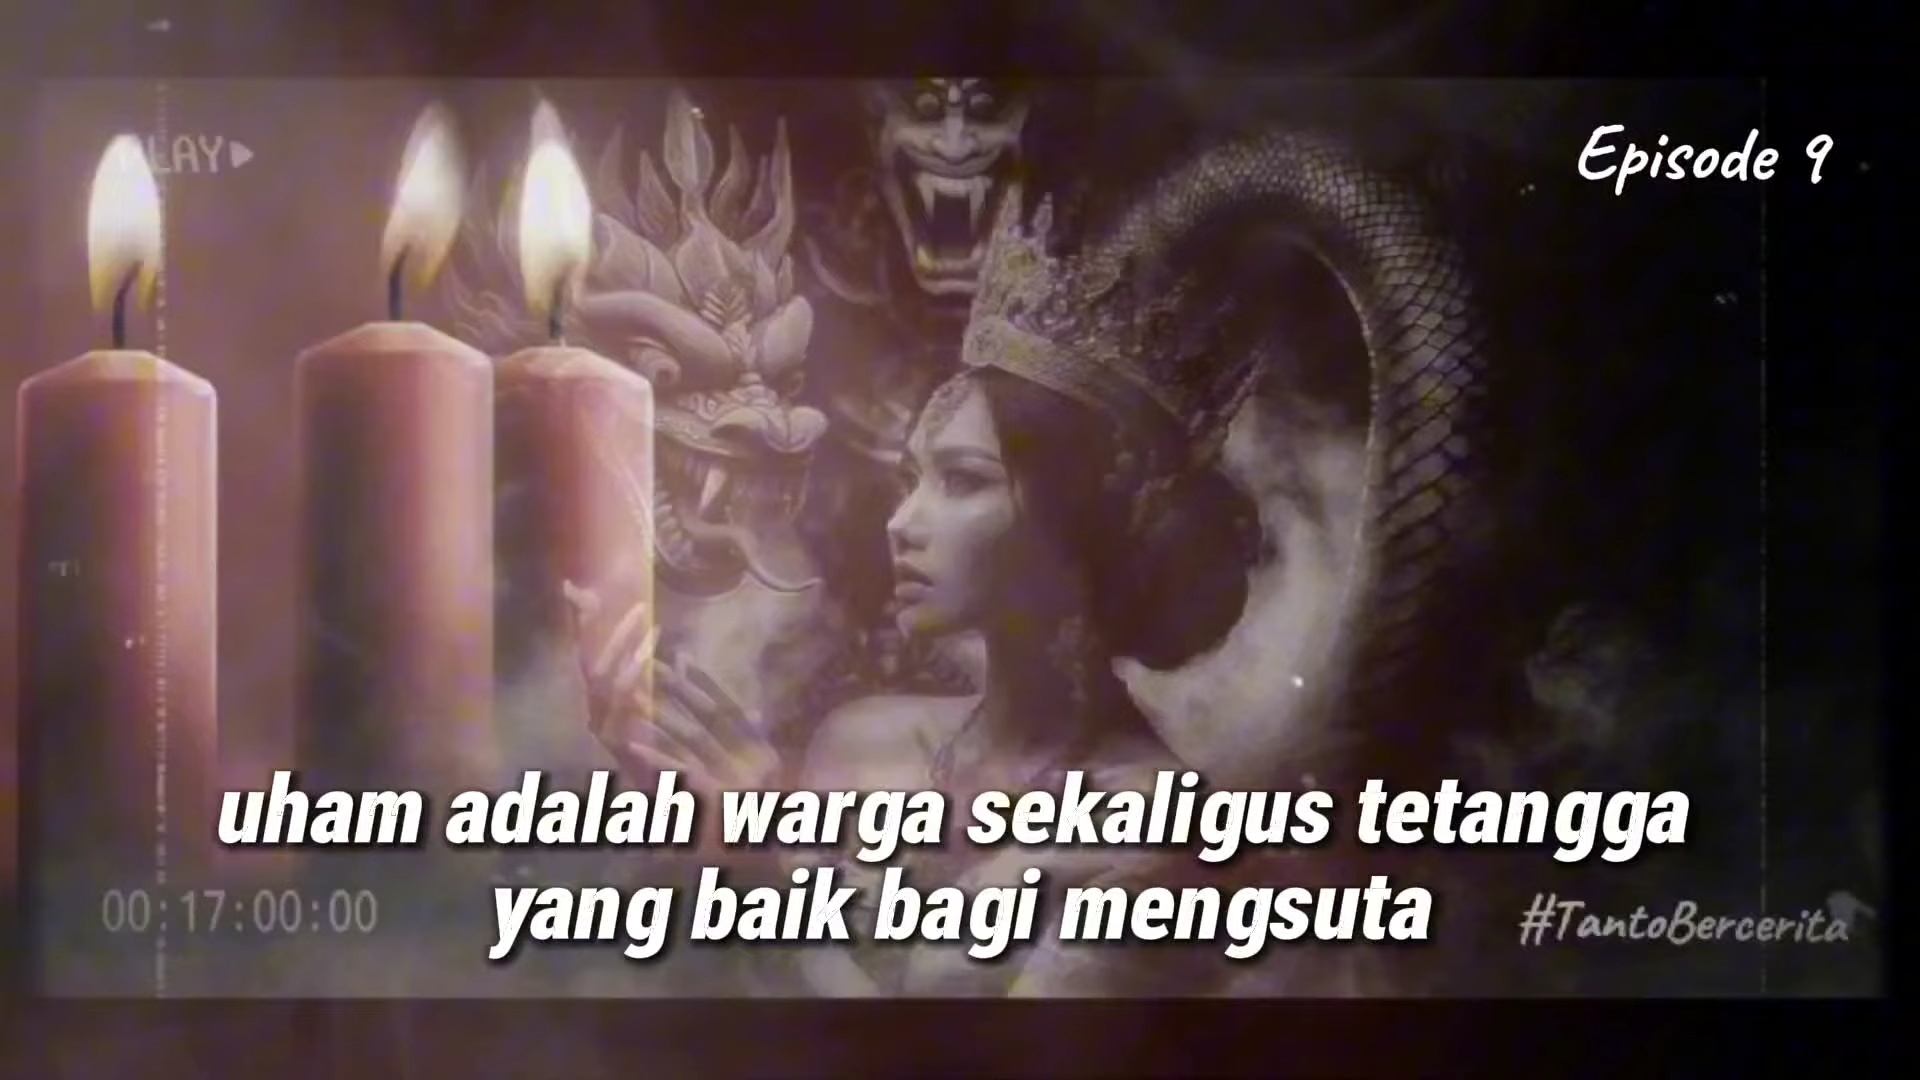 PLAY
Episode 9
uham adalah warga sekaligus tetangga
yang baik bagi mengsuta
00:17:00:00
#TantoBercerita